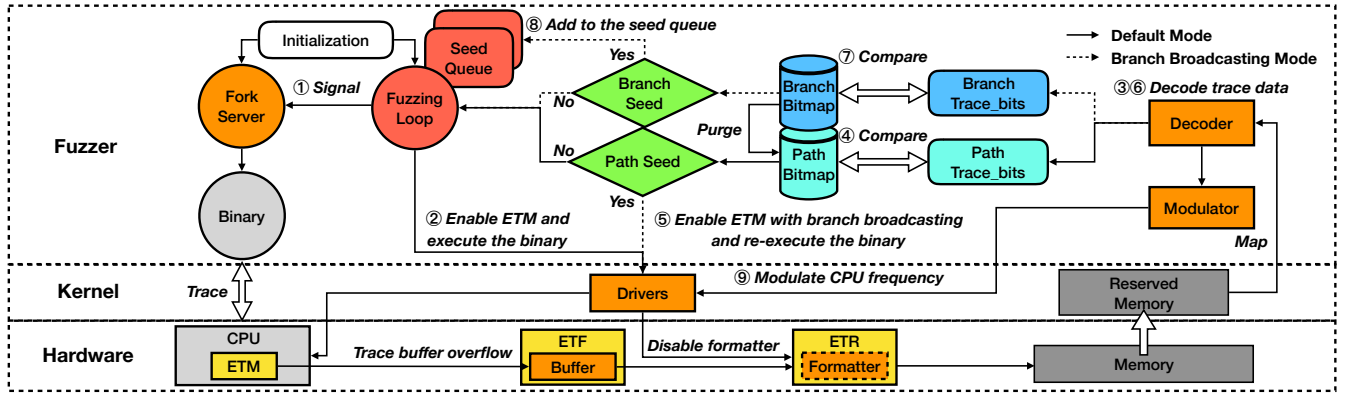 ⑧ Add to the seed queue
Initialization
Seed
Queue
Yes
⑦ Compare
Default Mode
Branch Broadcasting Mode
① Signal
Fork
Server
Fuzzing
Loop
No
Branch
Seed
Branch
Bitmap
Branch
Trace_bits
③⑥ Decode trace data
Decoder
Fuzzer
Purge
④ Compare
No
Path Seed
Path
Bitmap
Path
Trace_bits
Yes
Binary
② Enable ETM and
execute the binary
⑤ Enable ETM with branch broadcasting
and re-execute the binary
Modulator
Map
Kernel
Trace
Drivers
⑨ Modulate CPU frequency
Reserved
Memory
Hardware
CPU
ETM
Trace buffer overflow
ETF
Buffer
Disable formatter
ETR
Formatter
Memory